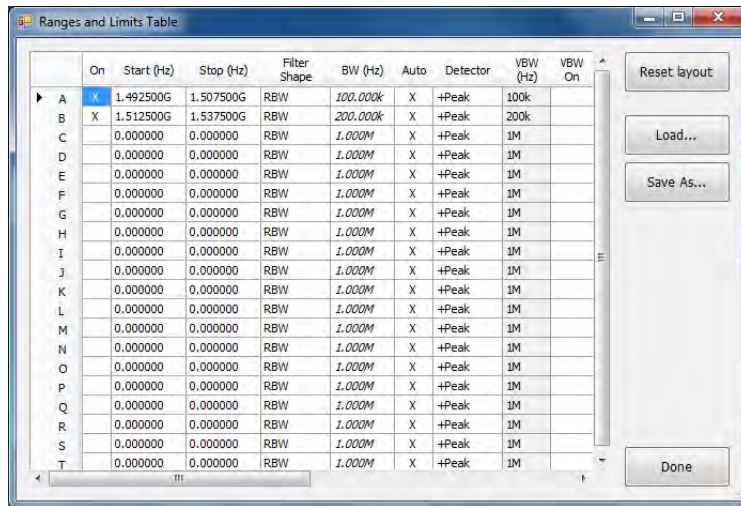 Ranges and Limits Table
On Start (Hz) Stop (Hz) Filter Shape BW (Hz) Auto Detector VBW (Hz) VBW On
A X 1.492500G 1.507500G RBW 100.000k X +Peak 100k
B X 1.512500G 1.537500G RBW 200.000k X +Peak 200k
C 0.000000 0.000000 RBW 1.000M X +Peak 1M
D 0.000000 0.000000 RBW 1.000M X +Peak 1M
E 0.000000 0.000000 RBW 1.000M X +Peak 1M
F 0.000000 0.000000 RBW 1.000M X +Peak 1M
G 0.000000 0.000000 RBW 1.000M X +Peak 1M
H 0.000000 0.000000 RBW 1.000M X +Peak 1M
I 0.000000 0.000000 RBW 1.000M X +Peak 1M
J 0.000000 0.000000 RBW 1.000M X +Peak 1M
K 0.000000 0.000000 RBW 1.000M X +Peak 1M
L 0.000000 0.000000 RBW 1.000M X +Peak 1M
M 0.000000 0.000000 RBW 1.000M X +Peak 1M
N 0.000000 0.000000 RBW 1.000M X +Peak 1M
O 0.000000 0.000000 RBW 1.000M X +Peak 1M
P 0.000000 0.000000 RBW 1.000M X +Peak 1M
Q 0.000000 0.000000 RBW 1.000M X +Peak 1M
R 0.000000 0.000000 RBW 1.000M X +Peak 1M
S 0.000000 0.000000 RBW 1.000M X +Peak 1M
T 0.000000 0.000000 RBW 1.000M X +Peak 1M
Reset layout
Load...
Save As...
Done